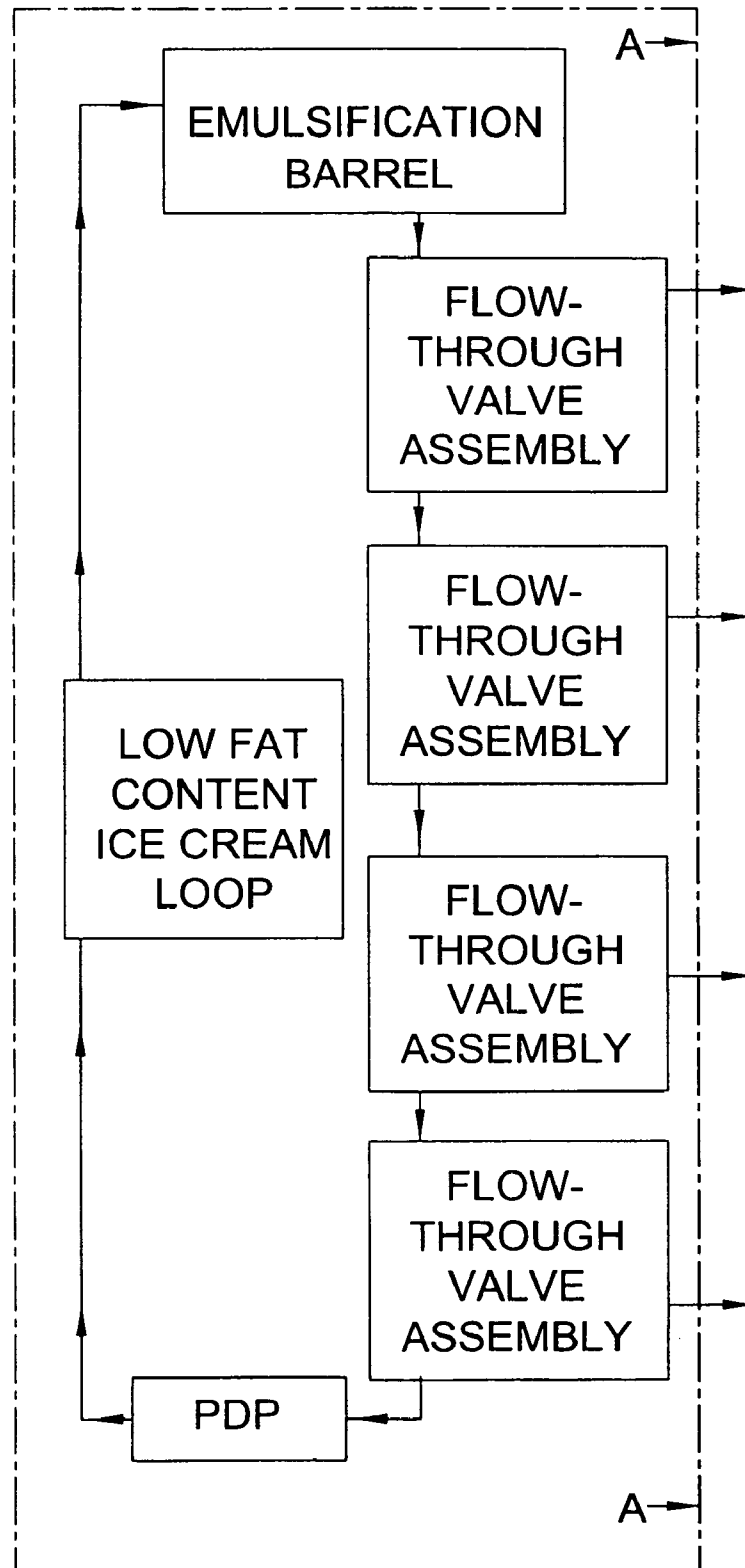 A
EMULSIFICATION
BARREL
FLOW-
THROUGH
VALVE
ASSEMBLY
FLOW-
THROUGH
VALVE
ASSEMBLY
LOW FAT
CONTENT
ICE CREAM
LOOP
FLOW-
THROUGH
VALVE
ASSEMBLY
FLOW-
THROUGH
VALVE
ASSEMBLY
PDP
A